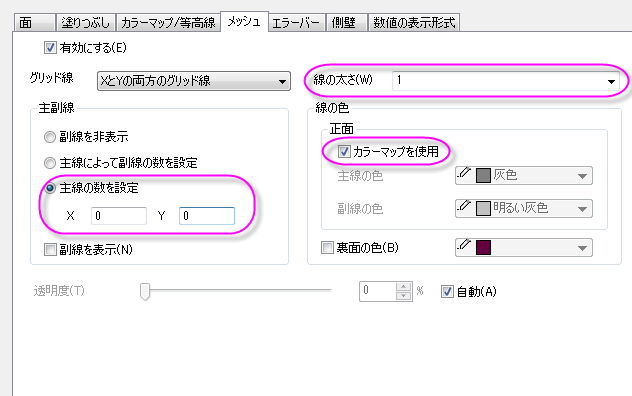 面 塗りつぶし カラーマップ/等高線 メッシュ エラーバー 側壁 数値の表示形式
有効にする(E)
グリッド線 XとYの両方のグリッド線 線の太さ(W) 1
主副線
副線を非表示
主線によって副線の数を設定
主線の数を設定
X 0 Y 0
副線を表示(N)
線の色
正面
カラーマップを使用
主線の色 灰色
副線の色 明るい灰色
裏面の色(B)
透明度(T) 0 % 自動(A)